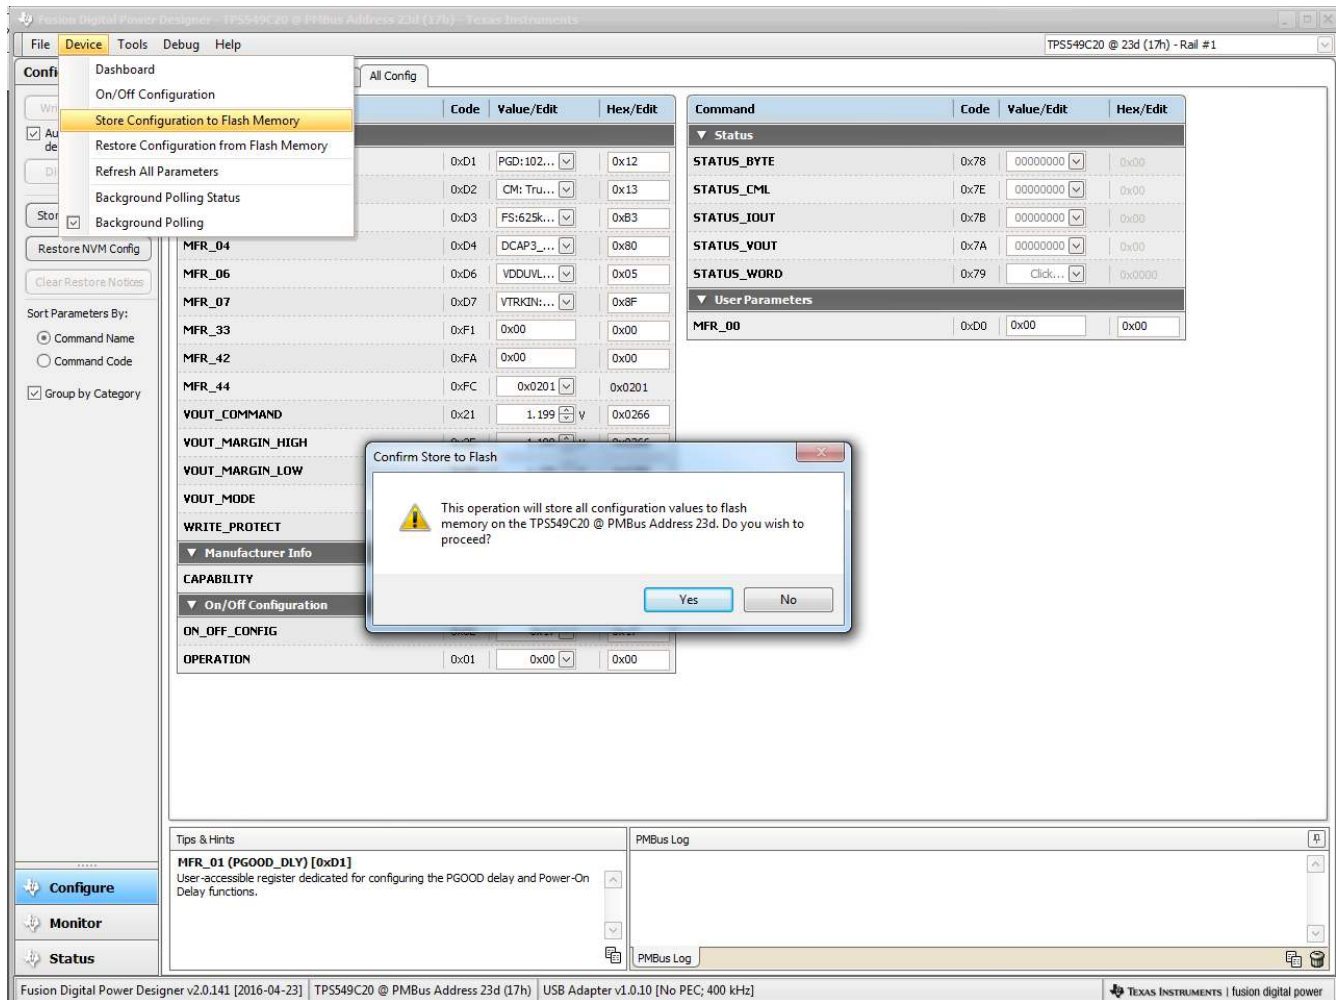 Fusion Digital Power Designer - TPS549C20 @ PMBus Address 23d (17h) - Texas Instruments
File Device Tools Debug Help TPS549C20 @ 23d (17h) - Rail #1
Dashboard
On/Off Configuration
Store Configuration to Flash Memory
Restore Configuration from Flash Memory
Refresh All Parameters
Background Polling Status
Background Polling
Restore NVM Config
Clear Restore Notices
Sort Parameters By:
Command Name
Command Code
Group by Category
All Config
Code Value/Edit Hex/Edit
0xD1 PGD:102... 0x12
0xD2 CM: Tru... 0x13
0xD3 FS:625k... 0xB3
MFR_04 0xD4 DCAP3_... 0x80
MFR_06 0xD6 VDDUVL... 0x05
MFR_07 0xD7 VTRKIN:... 0x8F
MFR_33 0xF1 0x00 0x00
MFR_42 0xFA 0x00 0x00
MFR_44 0xFC 0x0201 0x0201
VOUT_COMMAND 0x21 1.199 V 0x0266
VOUT_MARGIN_HIGH
VOUT_MARGIN_LOW
VOUT_MODE
WRITE_PROTECT
Manufacturer Info
CAPABILITY
On/Off Configuration
ON_OFF_CONFIG
OPERATION 0x01 0x00 0x00
Command Code Value/Edit Hex/Edit
Status
STATUS_BYTE 0x78 00000000 0x00
STATUS_CML 0x7E 00000000 0x00
STATUS_IOUT 0x7B 00000000 0x00
STATUS_VOUT 0x7A 00000000 0x00
STATUS_WORD 0x79 Click... 0x0000
User Parameters
MFR_00 0xD0 0x00 0x00
Confirm Store to Flash
This operation will store all configuration values to flash
memory on the TPS549C20 @ PMBus Address 23d. Do you wish to
proceed?
Yes No
Tips & Hints
MFR_01 (PGOOD_DLY) [0xD1]
User-accessible register dedicated for configuring the PGOOD delay and Power-On
Delay functions.
PMBus Log
PMBus Log
Configure
Monitor
Status
Fusion Digital Power Designer v2.0.141 [2016-04-23] TPS549C20 @ PMBus Address 23d (17h) USB Adapter v1.0.10 [No PEC; 400 kHz] TEXAS INSTRUMENTS | fusion digital power